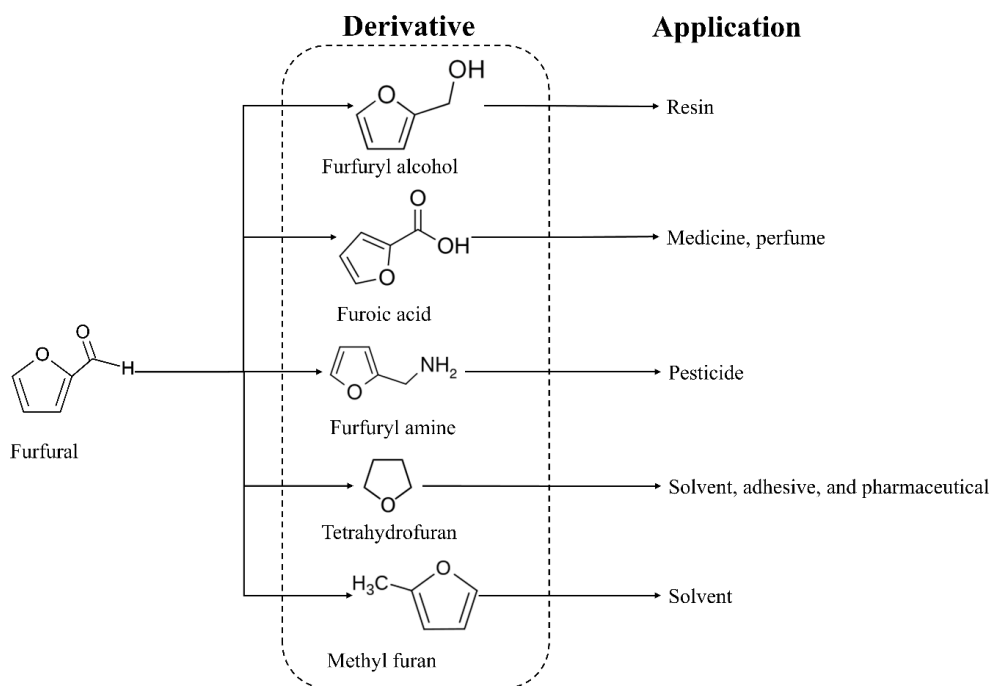 Derivative
Application
OH
O
Furfuryl alcohol
Resin
O
OH
O
Furoic acid
Medicine, perfume
O
O
H
Furfural
NH2
O
Furfuryl amine
Pesticide
O
Tetrahydrofuran
Solvent, adhesive, and pharmaceutical
O
H3C
Methyl furan
Solvent